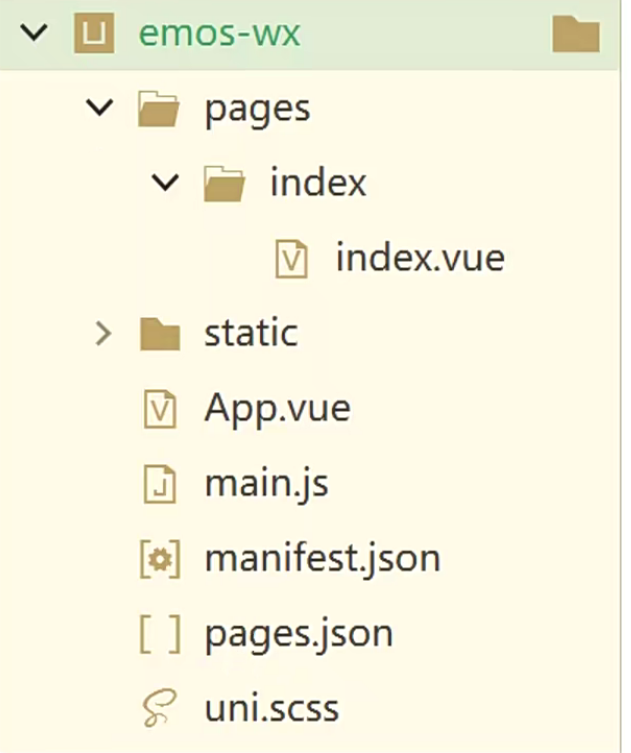 emos-wx
pages
index
index.vue
static
App.vue
main.js
manifest.json
pages.json
uni.scss